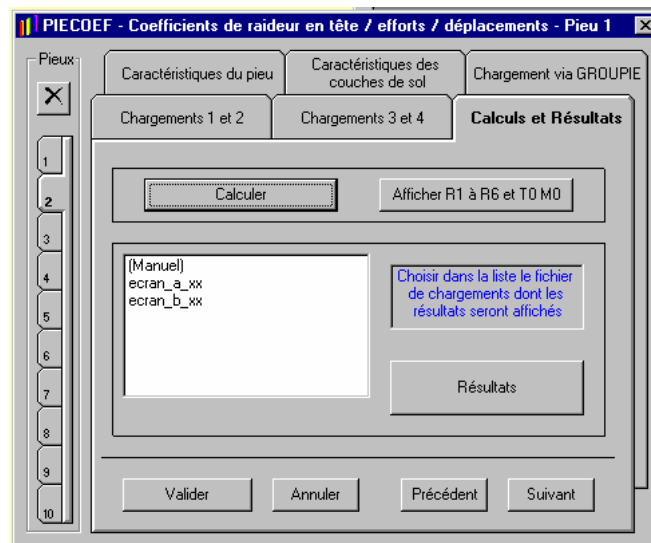 PIECOEF - Coefficients de raideur en tête / efforts / déplacements - Pieu 1
Pieux
Caractéristiques du pieu
Caractéristiques des
couches de sol
Chargement via GROUPIE
Chargements 1 et 2
Chargements 3 et 4
Calculs et Résultats
1
2
3
4
5
6
7
8
9
10
Calculer
Afficher R1 à R6 et T0 M0
(Manuel)
ecran_a_xx
ecran_b_xx
Choisir dans la liste le fichier
de chargements dont les
résultats seront affichés
Résultats
Valider
Annuler
Précédent
Suivant